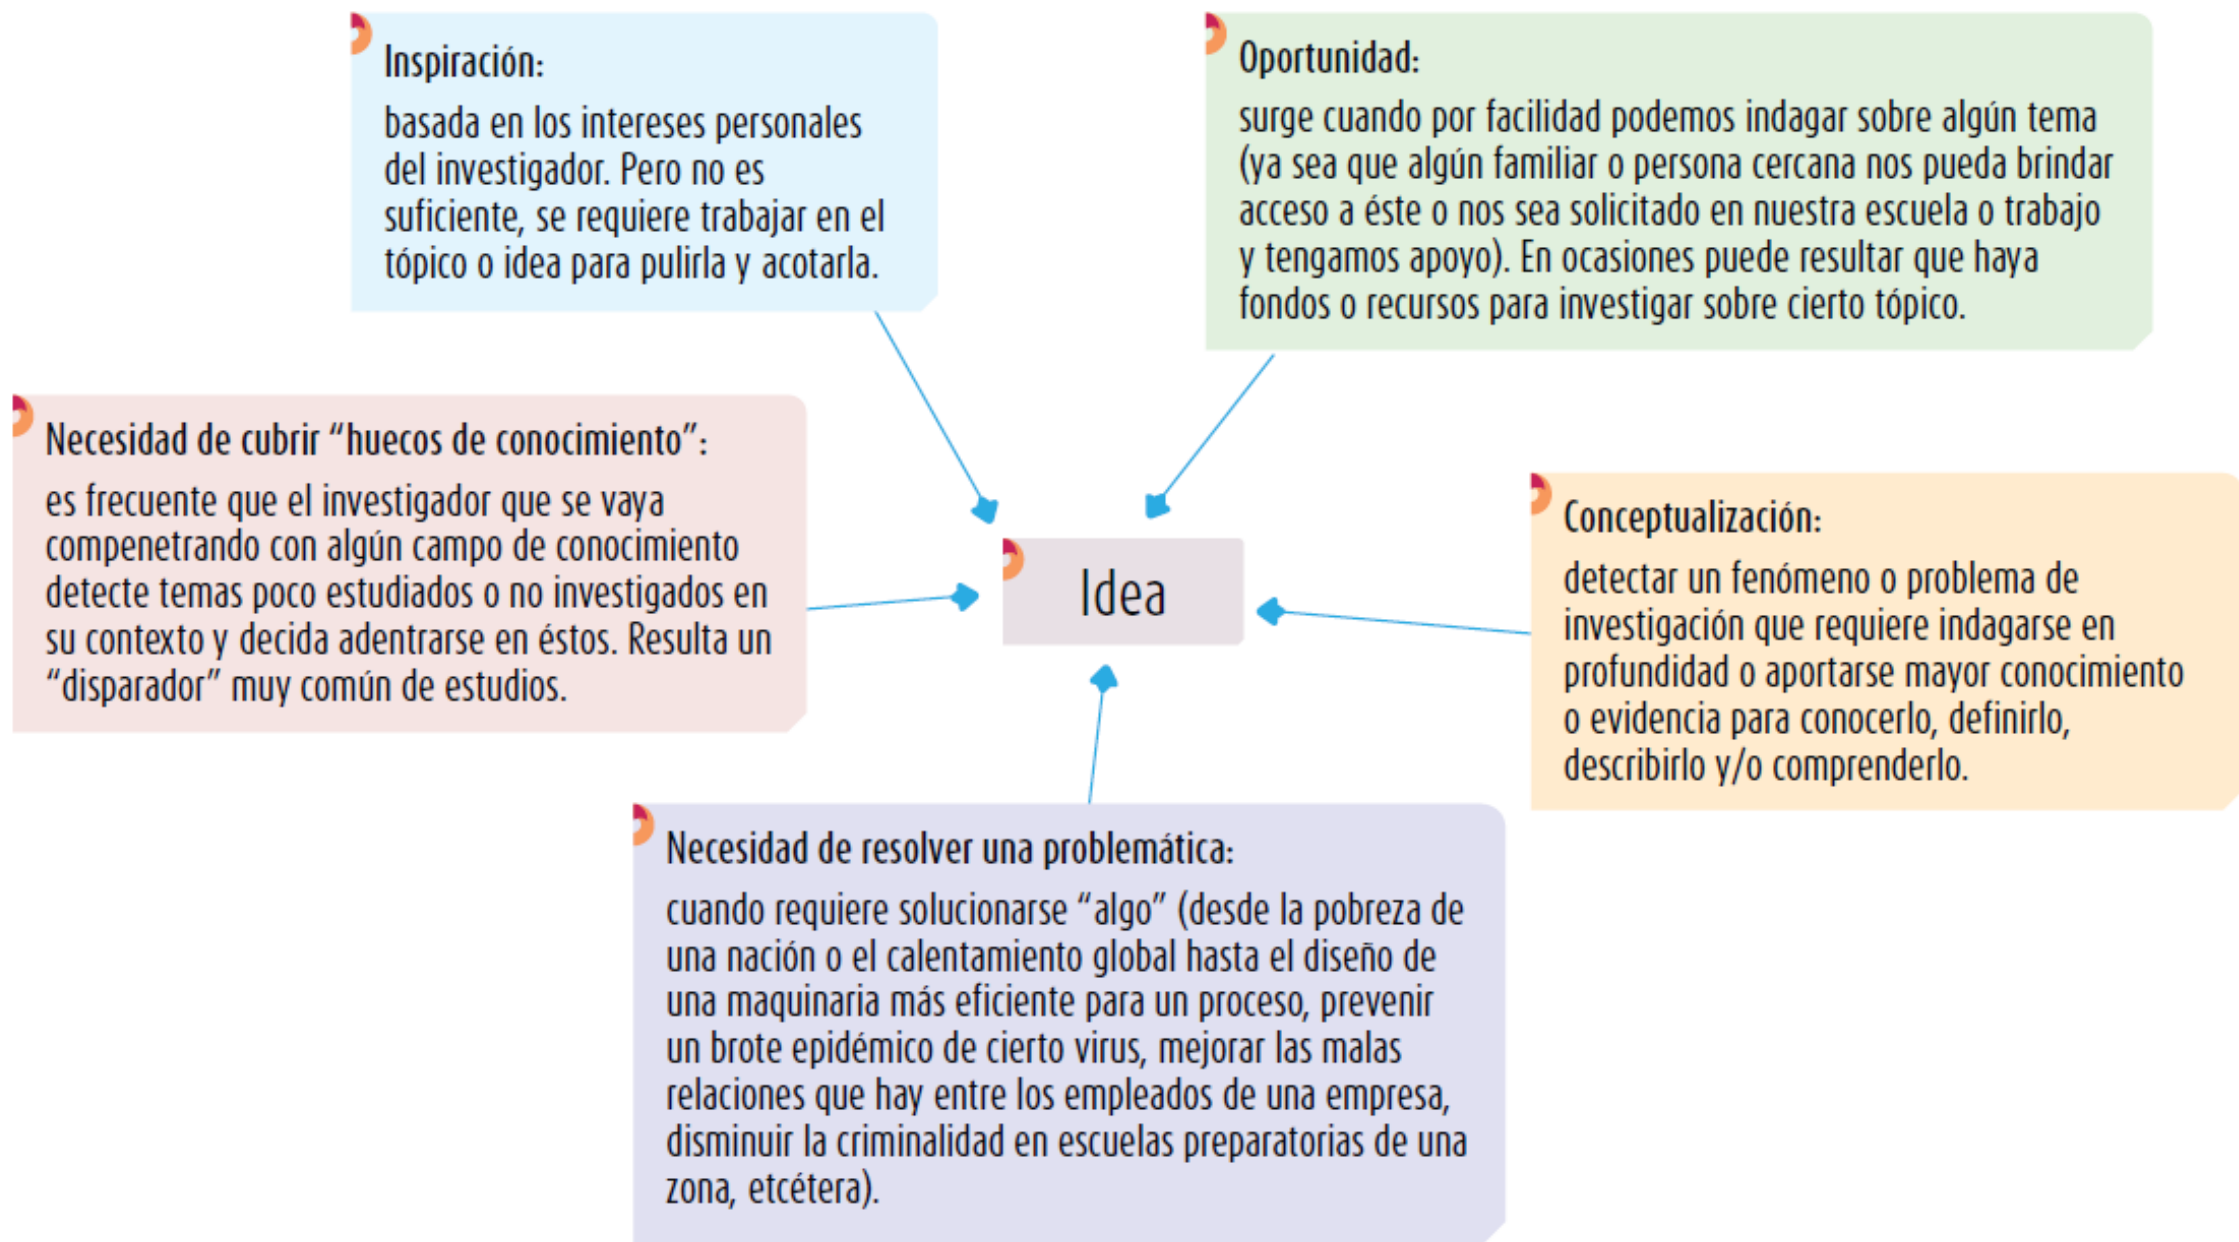 Inspiración:
basada en los intereses personales
del investigador. Pero no es
suficiente, se requiere trabajar en el
tópico o idea para pulirla y acotarla.
Oportunidad:
surge cuando por facilidad podemos indagar sobre algún tema
(ya sea que algún familiar o persona cercana nos pueda brindar
acceso a éste o nos sea solicitado en nuestra escuela o trabajo
y tengamos apoyo). En ocasiones puede resultar que haya
fondos o recursos para investigar sobre cierto tópico.
Necesidad de cubrir “huecos de conocimiento”:
es frecuente que el investigador que se vaya
compenetrando con algún campo de conocimiento
detecte temas poco estudiados o no investigados en
su contexto y decida adentrarse en éstos. Resulta un
“disparador” muy común de estudios.
Idea
Conceptualización:
detectar un fenómeno o problema de
investigación que requiere indagarse en
profundidad o aportarse mayor conocimiento
o evidencia para conocerlo, definirlo,
describirlo y/o comprenderlo.
Necesidad de resolver una problemática:
cuando requiere solucionarse “algo” (desde la pobreza de
una nación o el calentamiento global hasta el diseño de
una maquinaria más eficiente para un proceso, prevenir
un brote epidémico de cierto virus, mejorar las malas
relaciones que hay entre los empleados de una empresa,
disminuir la criminalidad en escuelas preparatorias de una
zona, etcétera).